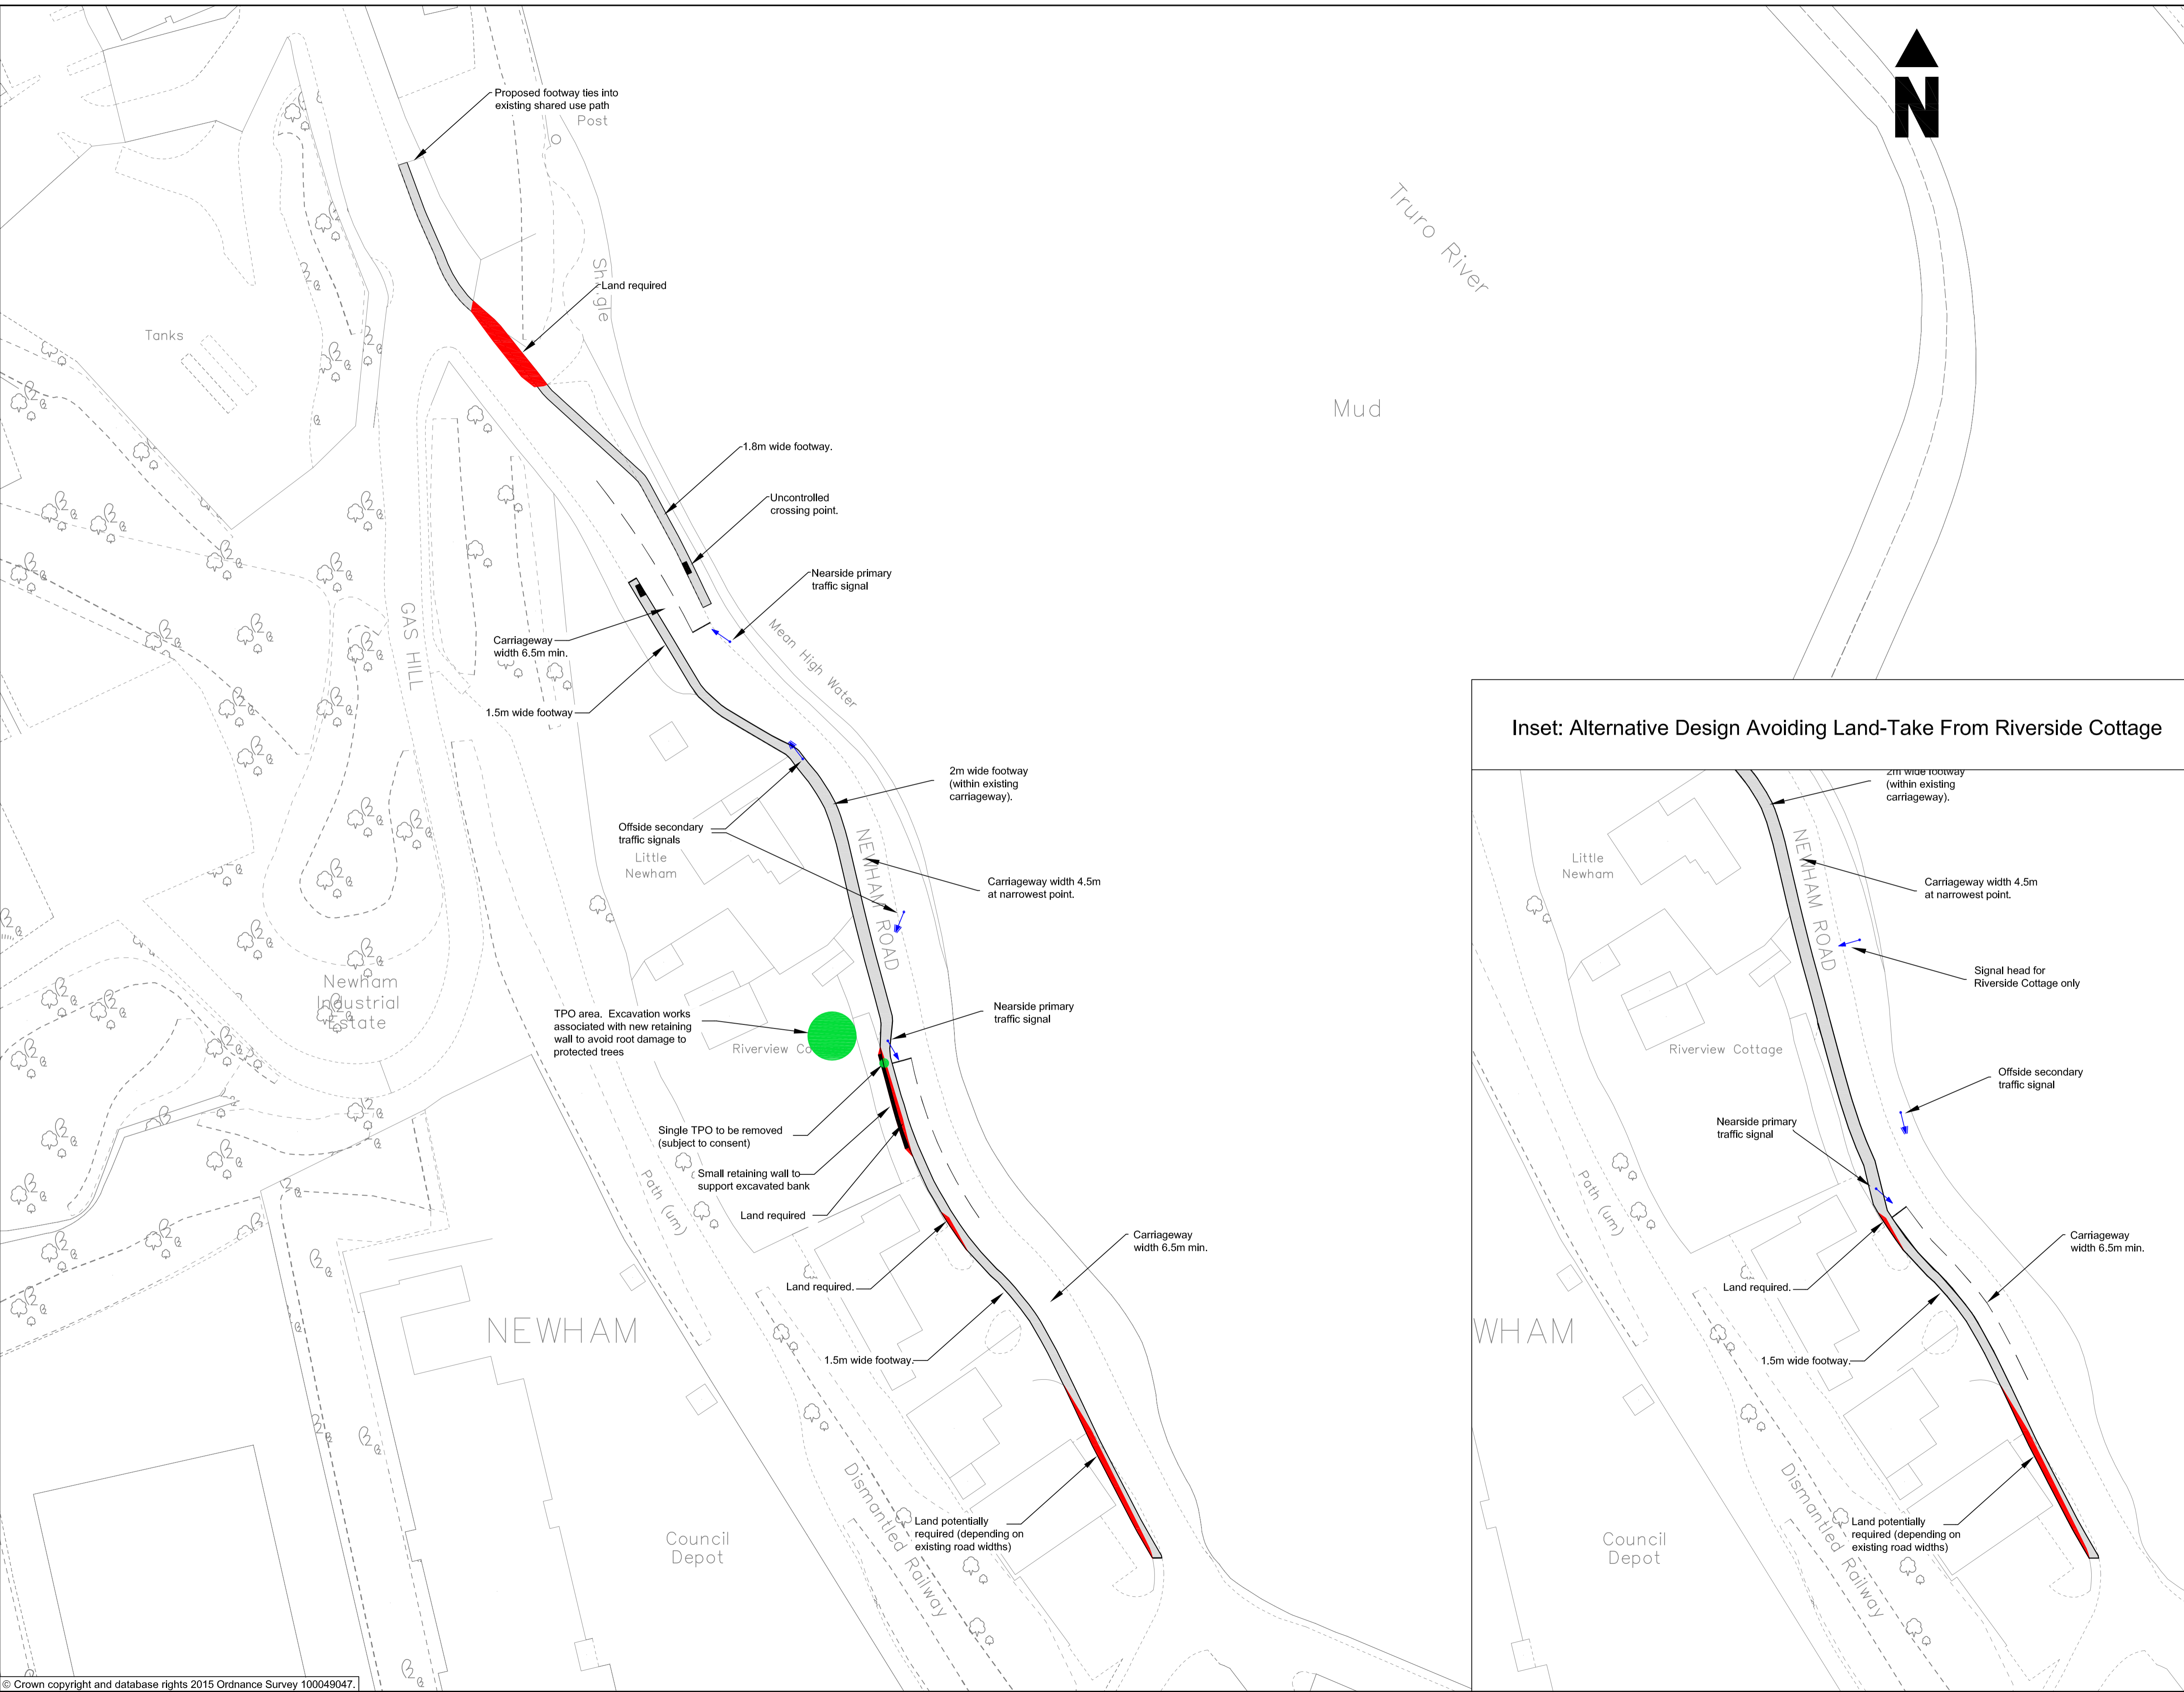 N
Proposed footway ties into
existing shared use path
Post
Truro River
Land required
Shingle
Tanks
Mud
1.8m wide footway.
Uncontrolled
crossing point.
Nearside primary
traffic signal
GAS HILL
Carriageway
width 6.5m min.
Mean High Water
1.5m wide footway
2m wide footway
(within existing
carriageway).
Offside secondary
traffic signals
Little
Newham
NEWHAM ROAD
Carriageway width 4.5m
at narrowest point.
Newham
Industrial
Estate
TPO area. Excavation works
associated with new retaining
wall to avoid root damage to
protected trees
Nearside primary
traffic signal
Riverview Co
Single TPO to be removed
(subject to consent)
Small retaining wall to
support excavated bank
Path (um)
Land required
Carriageway
width 6.5m min.
Land required.
NEWHAM
1.5m wide footway.
Dismantled Railway
Land potentially
required (depending on
existing road widths)
Council
Depot
© Crown copyright and database rights 2015 Ordnance Survey 100049047.
Inset: Alternative Design Avoiding Land-Take From Riverside Cottage
2m wide footway
(within existing
carriageway).
Little
Newham
NEWHAM ROAD
Carriageway width 4.5m
at narrowest point.
Signal head for
Riverside Cottage only
Riverview Cottage
Offside secondary
traffic signal
Nearside primary
traffic signal
Path (um)
Carriageway
width 6.5m min.
Land required.
WHAM
1.5m wide footway.
Dismantled Railway
Land potentially
required (depending on
existing road widths)
Council
Depot